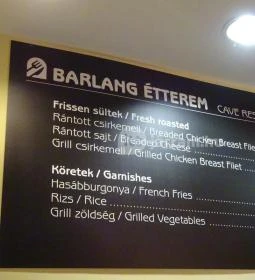 BARLANG ÉTTEREM CAVE RES
Frissen sültek / Fresh roasted
Rántott csirkemell / Breaded Chicken Breast File
Rántott sajt / Breaded Cheese
Grill csirkemell / Grilled Chicken Breast Filet
Köretek / Garnishes
Hasábburgonya / French Fries
Rizs / Rice
Grill zöldség / Grilled Vegetables